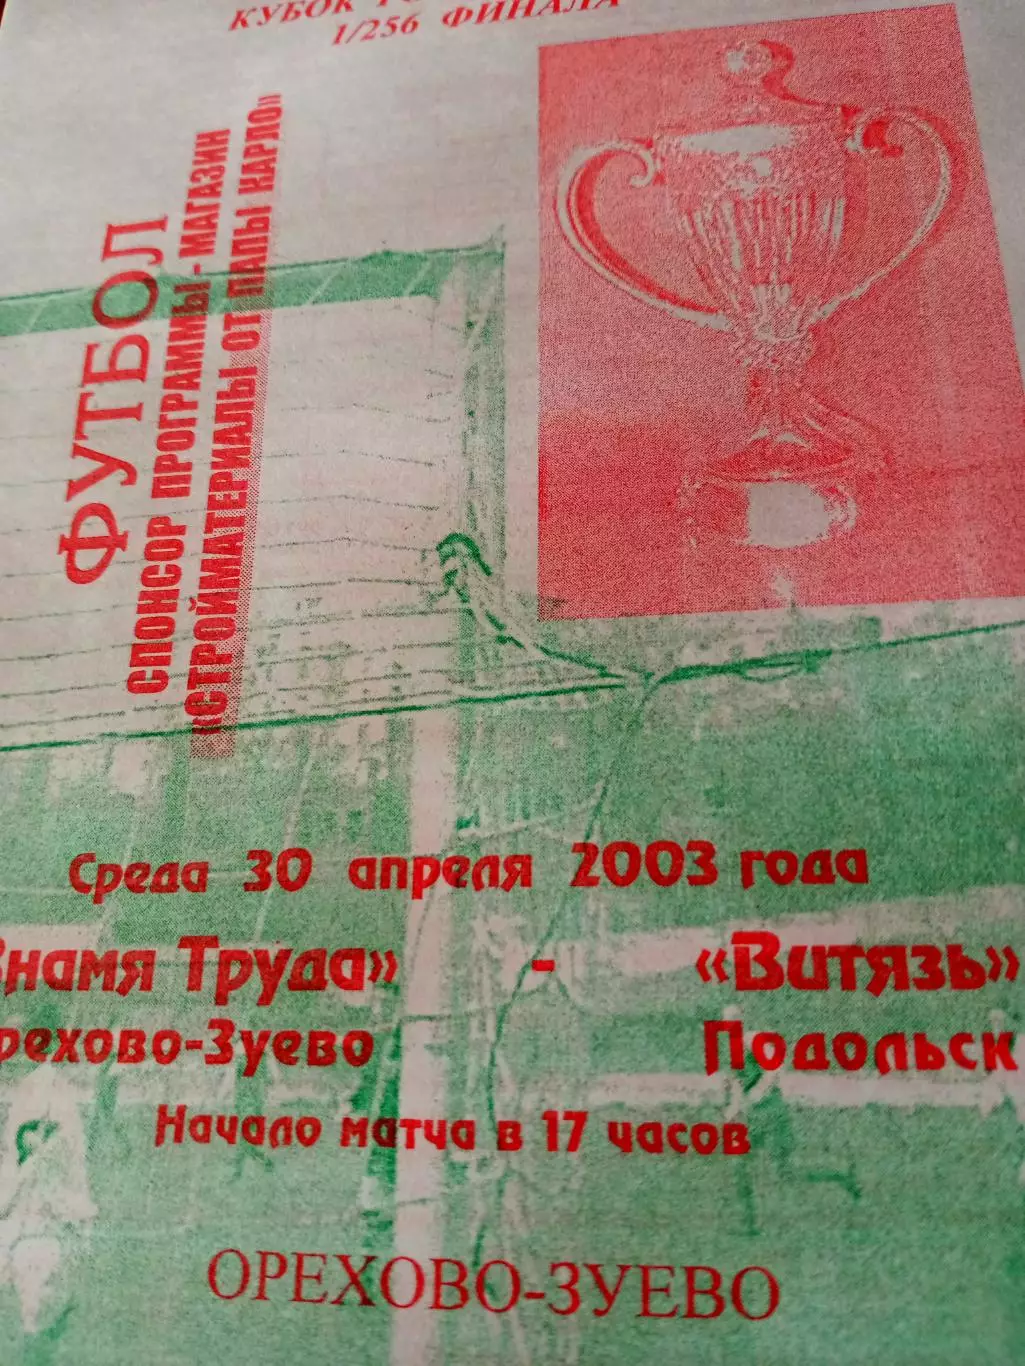 КУБОК
1/256 ФИНАЛА
ФУТБОЛ
СПОНСОР ПРОГРАММЫ - МАГАЗИН
«СТРОЙМАТЕРИАЛЫ ОТ ПАПЫ КАРЛО»
Среда 30 апреля 2003 года
Знамя Труда» - «Витязь»
рехово-Зуево Подольск
Начало матча в 17 часов
ОРЕХОВО-ЗУЕВО